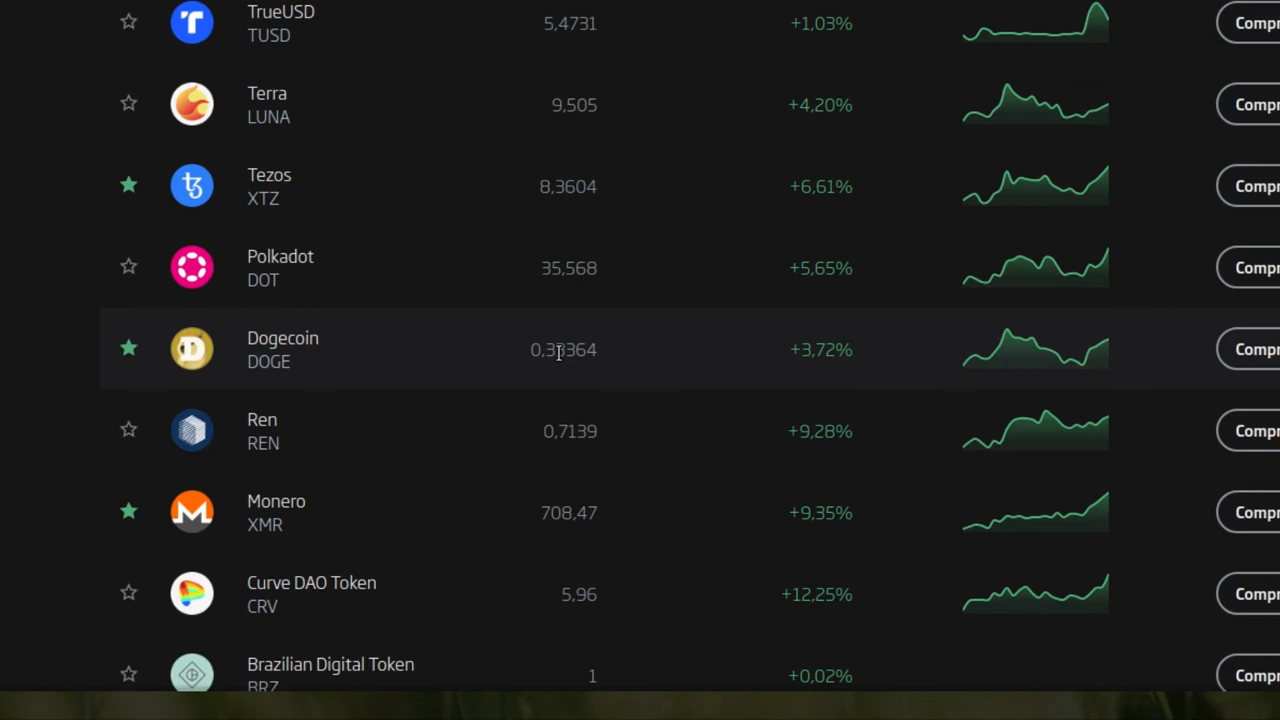 TrueUSD
TUSD
5,4731
+1,03%
Compr
Terra
LUNA
9,505
+4,20%
Compr
Tezos
XTZ
8,3604
+6,61%
Compr
Polkadot
DOT
35,568
+5,65%
Compr
Dogecoin
DOGE
+3,72%
Compr
Ren
REN
0,7139
+9,28%
Compr
Monero
XMR
708,47
+9,35%
Compr
Curve DAO Token
CRV
5,96
+12,25%
Compr
Brazilian Digital Token
BRZ
1
+0,02%
Compr